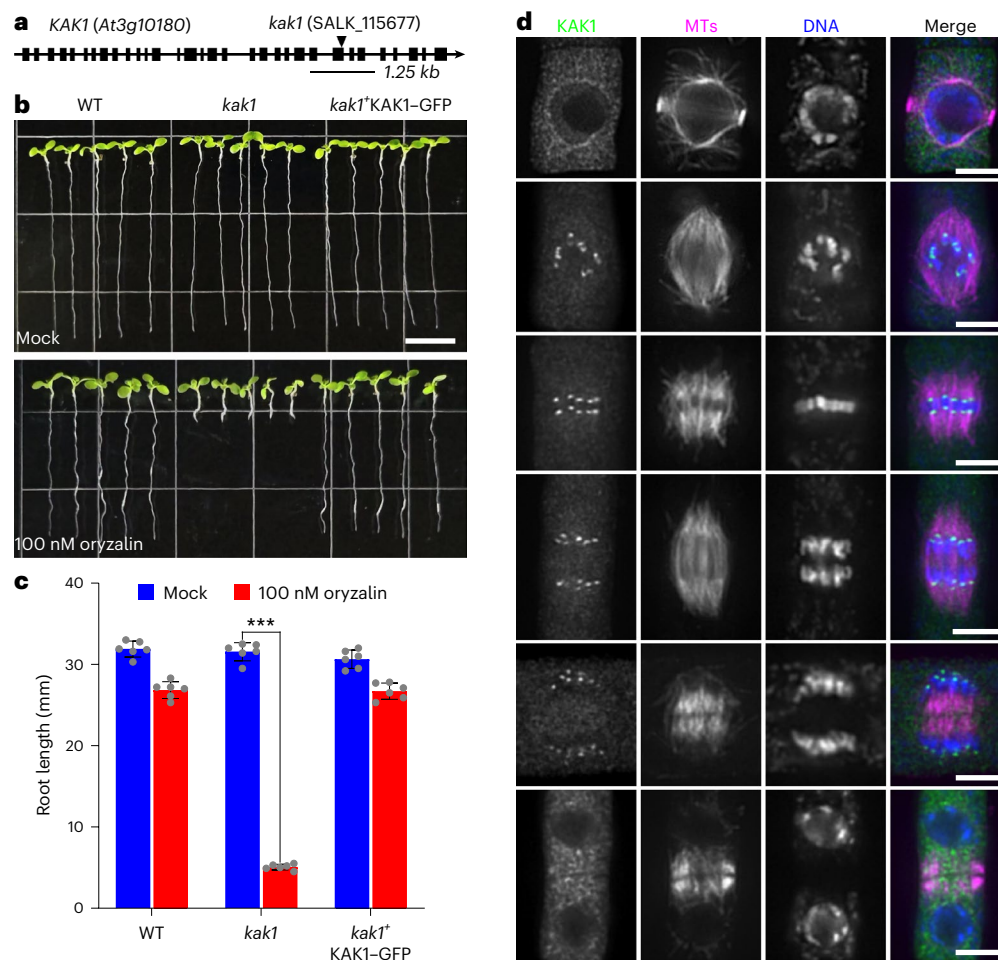 a
KAK1 (At3g10180)
kak1 (SALK_115677)
1.25 kb
b
WT
kak1
kak1+KAK1–GFP
Mock
100 nM oryzalin
c
Mock
100 nM oryzalin
***
Root length (mm)
40
30
20
10
0
WT
kak1
kak1+
KAK1–GFP
d
KAK1
MTs
DNA
Merge